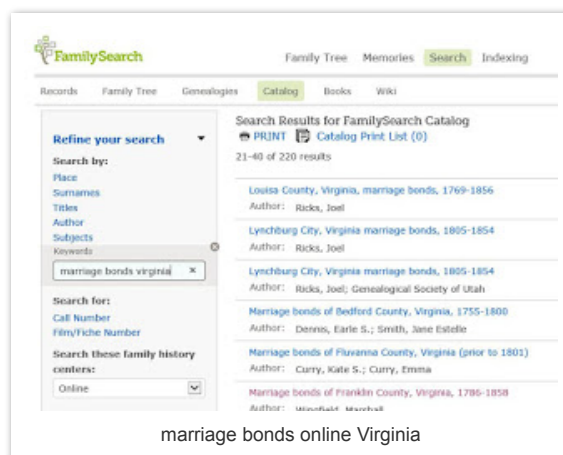 FamilySearch
Family Tree Memories Search Indexing
Records Family Tree Genealogies Catalog Books Wiki
Refine your search
Search by:
Place
Surnames
Titles
Author
Subjects
Keywords
marriage bonds virginia ×
Search for:
Call Number
Film/Fiche Number
Search these family history
centers:
Online
Search Results for FamilySearch Catalog
PRINT Catalog Print List (0)
21-40 of 220 results
Louisa County, Virginia, marriage bonds, 1769-1856
Author: Ricks, Joel
Lynchburg City, Virginia marriage bonds, 1805-1854
Author: Ricks, Joel
Lynchburg City, Virginia marriage bonds, 1805-1854
Author: Ricks, Joel; Genealogical Society of Utah
Marriage bonds of Bedford County, Virginia, 1755-1800
Author: Dennis, Earle S.; Smith, Jane Estelle
Marriage bonds of Fluvanna County, Virginia (prior to 1801)
Author: Curry, Kate S.; Curry, Emma
Marriage bonds of Franklin County, Virginia, 1786-1858
Author: Wingfield, Marshall
marriage bonds online Virginia